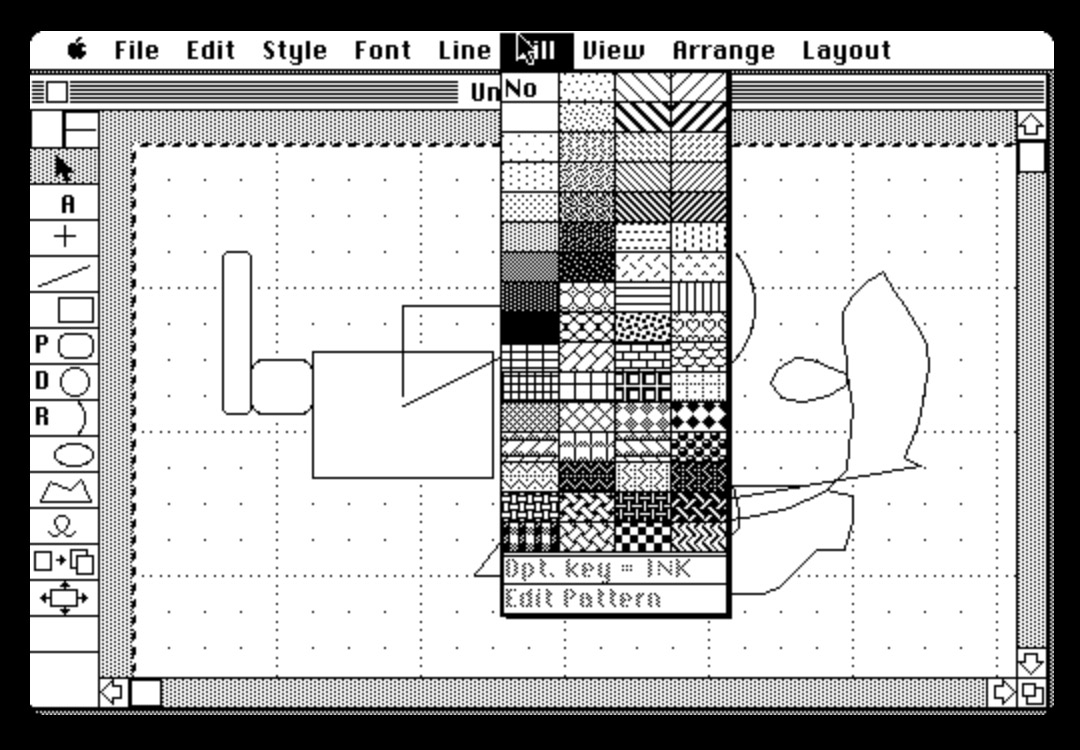 File Edit Style Font Line Fill View Arrange Layout
Un
No
A
P
D
R
Opt. key = INK
Edit Pattern